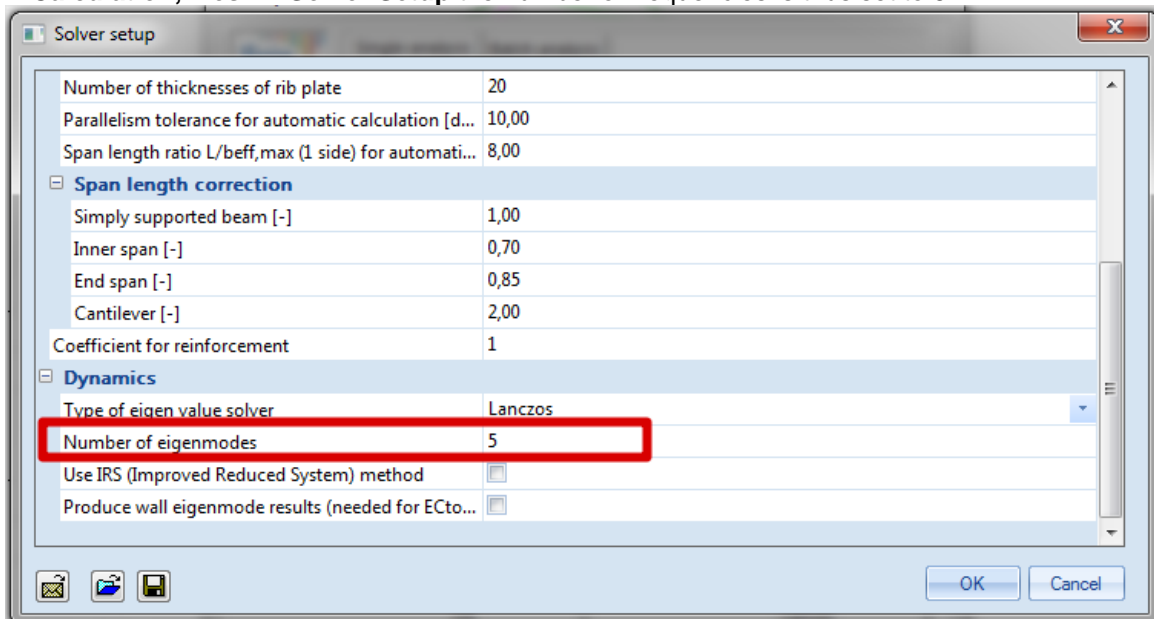 Solver setup
Number of thicknesses of rib plate 20
Parallelism tolerance for automatic calculation [d... 10,00
Span length ratio L/beff,max (1 side) for automati... 8,00
Span length correction
Simply supported beam [-] 1,00
Inner span [-] 0,70
End span [-] 0,85
Cantilever [-] 2,00
Coefficient for reinforcement 1
Dynamics
Type of eigen value solver Lanczos
Number of eigenmodes 5
Use IRS (Improved Reduced System) method
Produce wall eigenmode results (needed for ECto...
OK Cancel